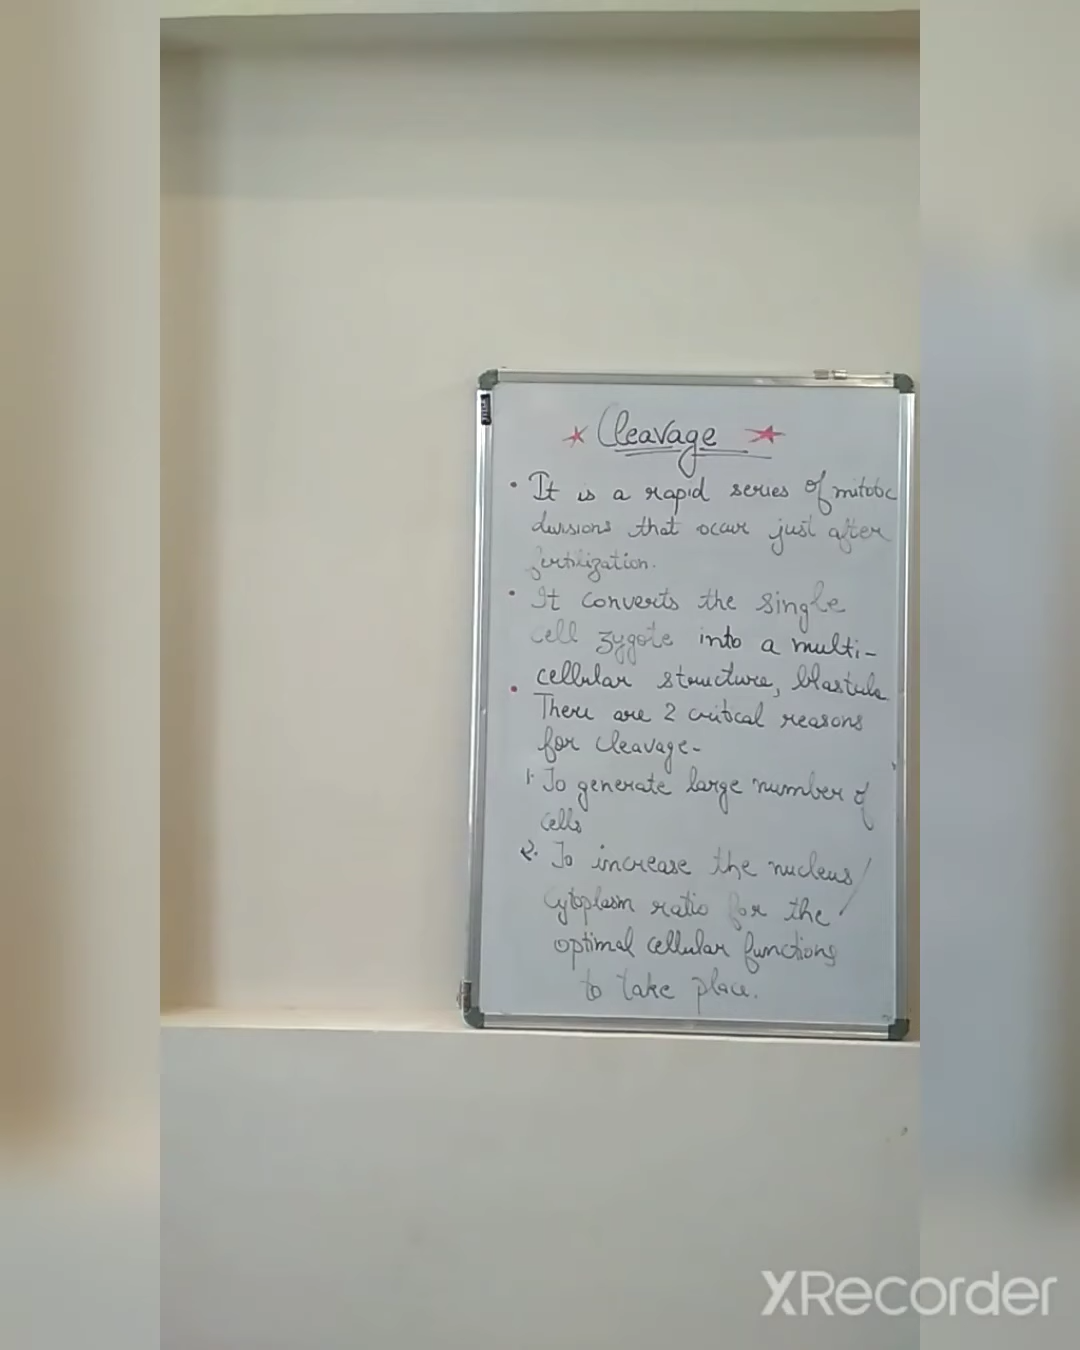 Cleavage
• It is a rapid series of mitotic
divisions that occur just after
fertilization.
• It converts the single
cell zygote into a multi-
cellular structure, blastula
• There are 2 critical reasons
for cleavage-
1. To generate large number of
cells
2. To increase the nucleus/
cytoplasm ratio for the
optimal cellular functions
to take place.
XRecorder